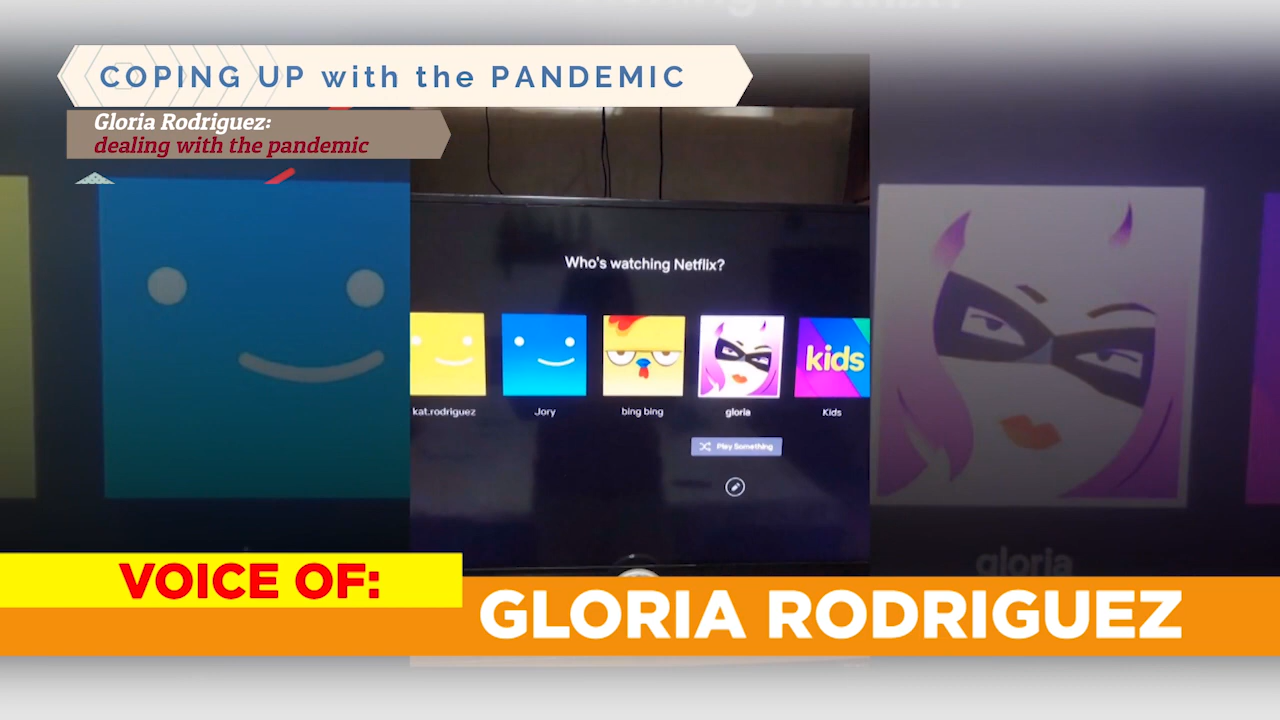 COPING UP with the PANDEMIC
Gloria Rodriguez:
dealing with the pandemic
Who's watching Netflix?
kat.rodriguez
Jory
bing bing
gloria
kids
Kids
Play Something
gloria
VOICE OF:
GLORIA RODRIGUEZ